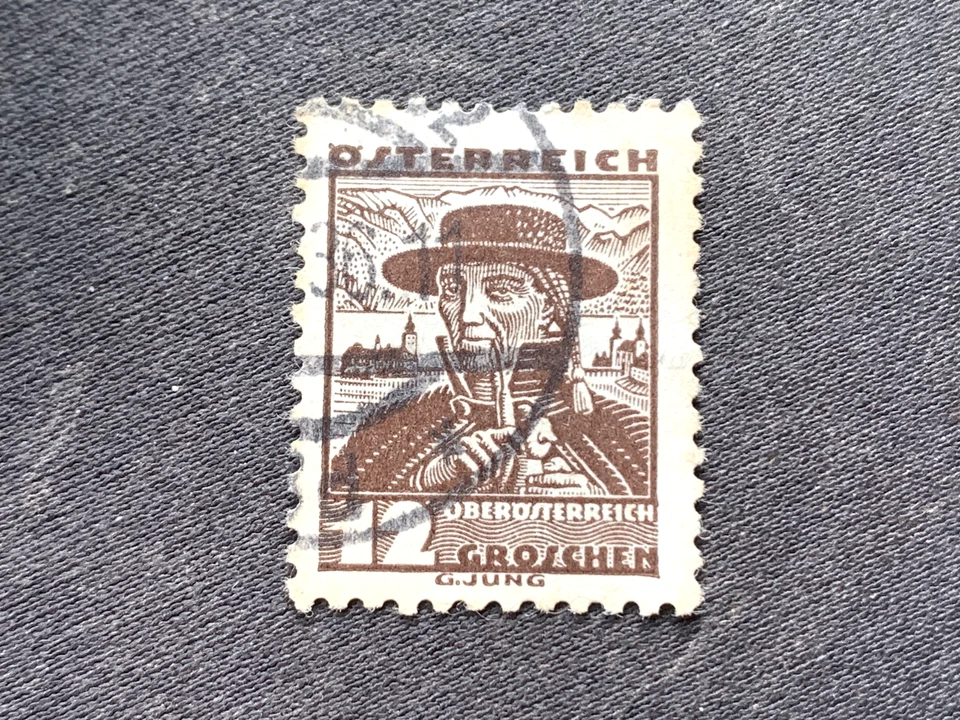 ÖSTERREICH
12 OBERÖSTERREICH
GROSCHEN
G.JUNG